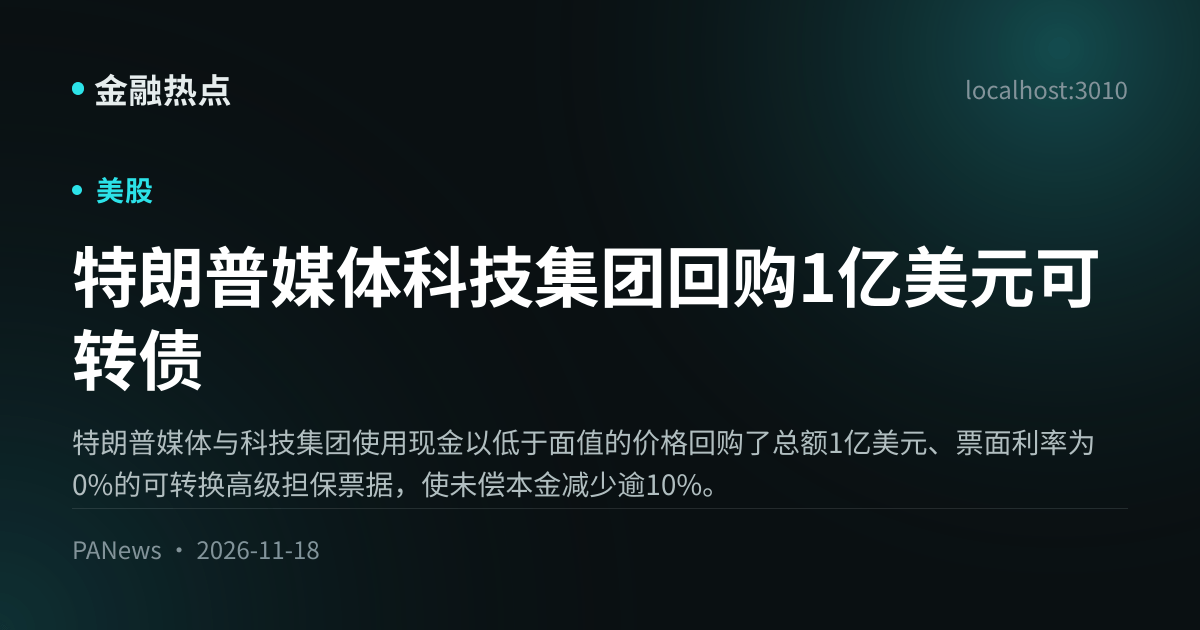 金融热点
localhost:3010
美股
特朗普媒体科技集团回购1亿美元可
转债
特朗普媒体与科技集团使用现金以低于面值的价格回购了总额1亿美元、票面利率为
0%的可转换高级担保票据，使未偿本金减少逾10%。
PANews • 2026-11-18